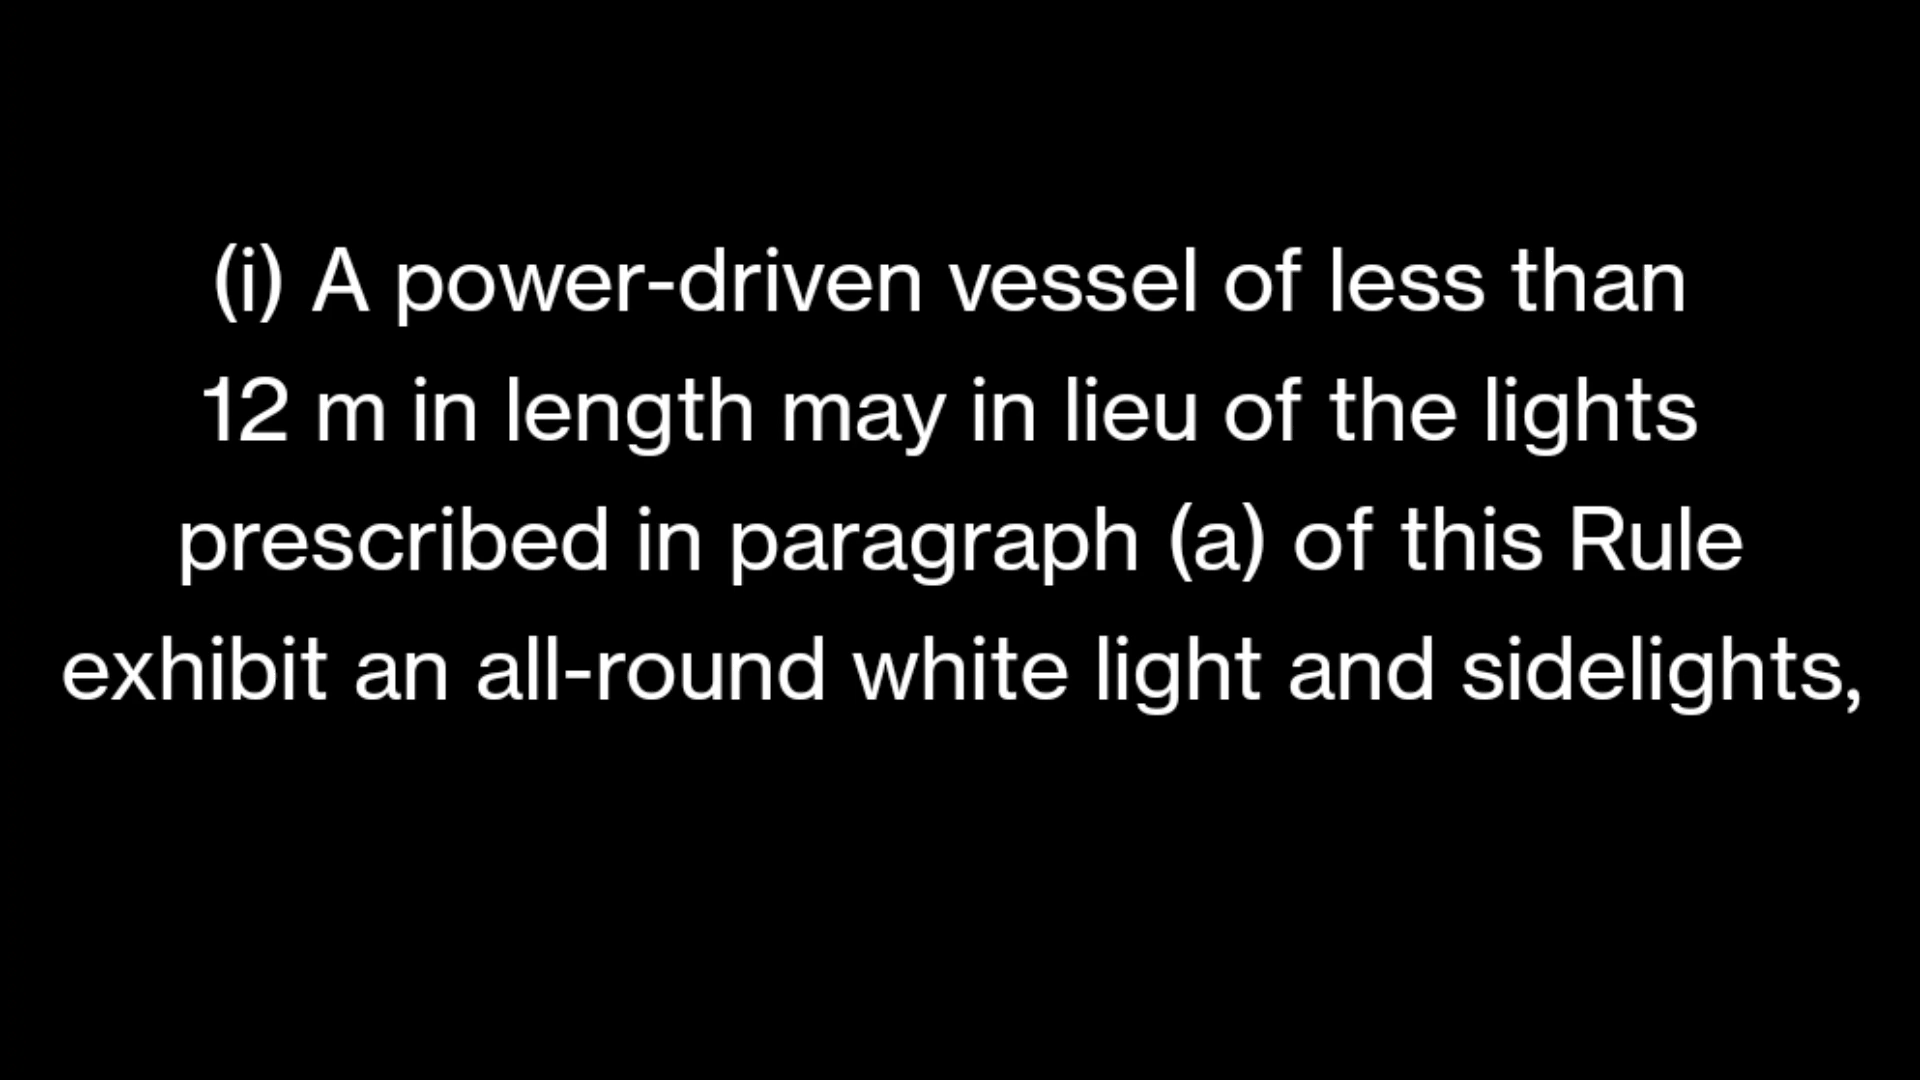 (i) A power-driven vessel of less than
12 m in length may in lieu of the lights
prescribed in paragraph (a) of this Rule
exhibit an all-round white light and sidelights,